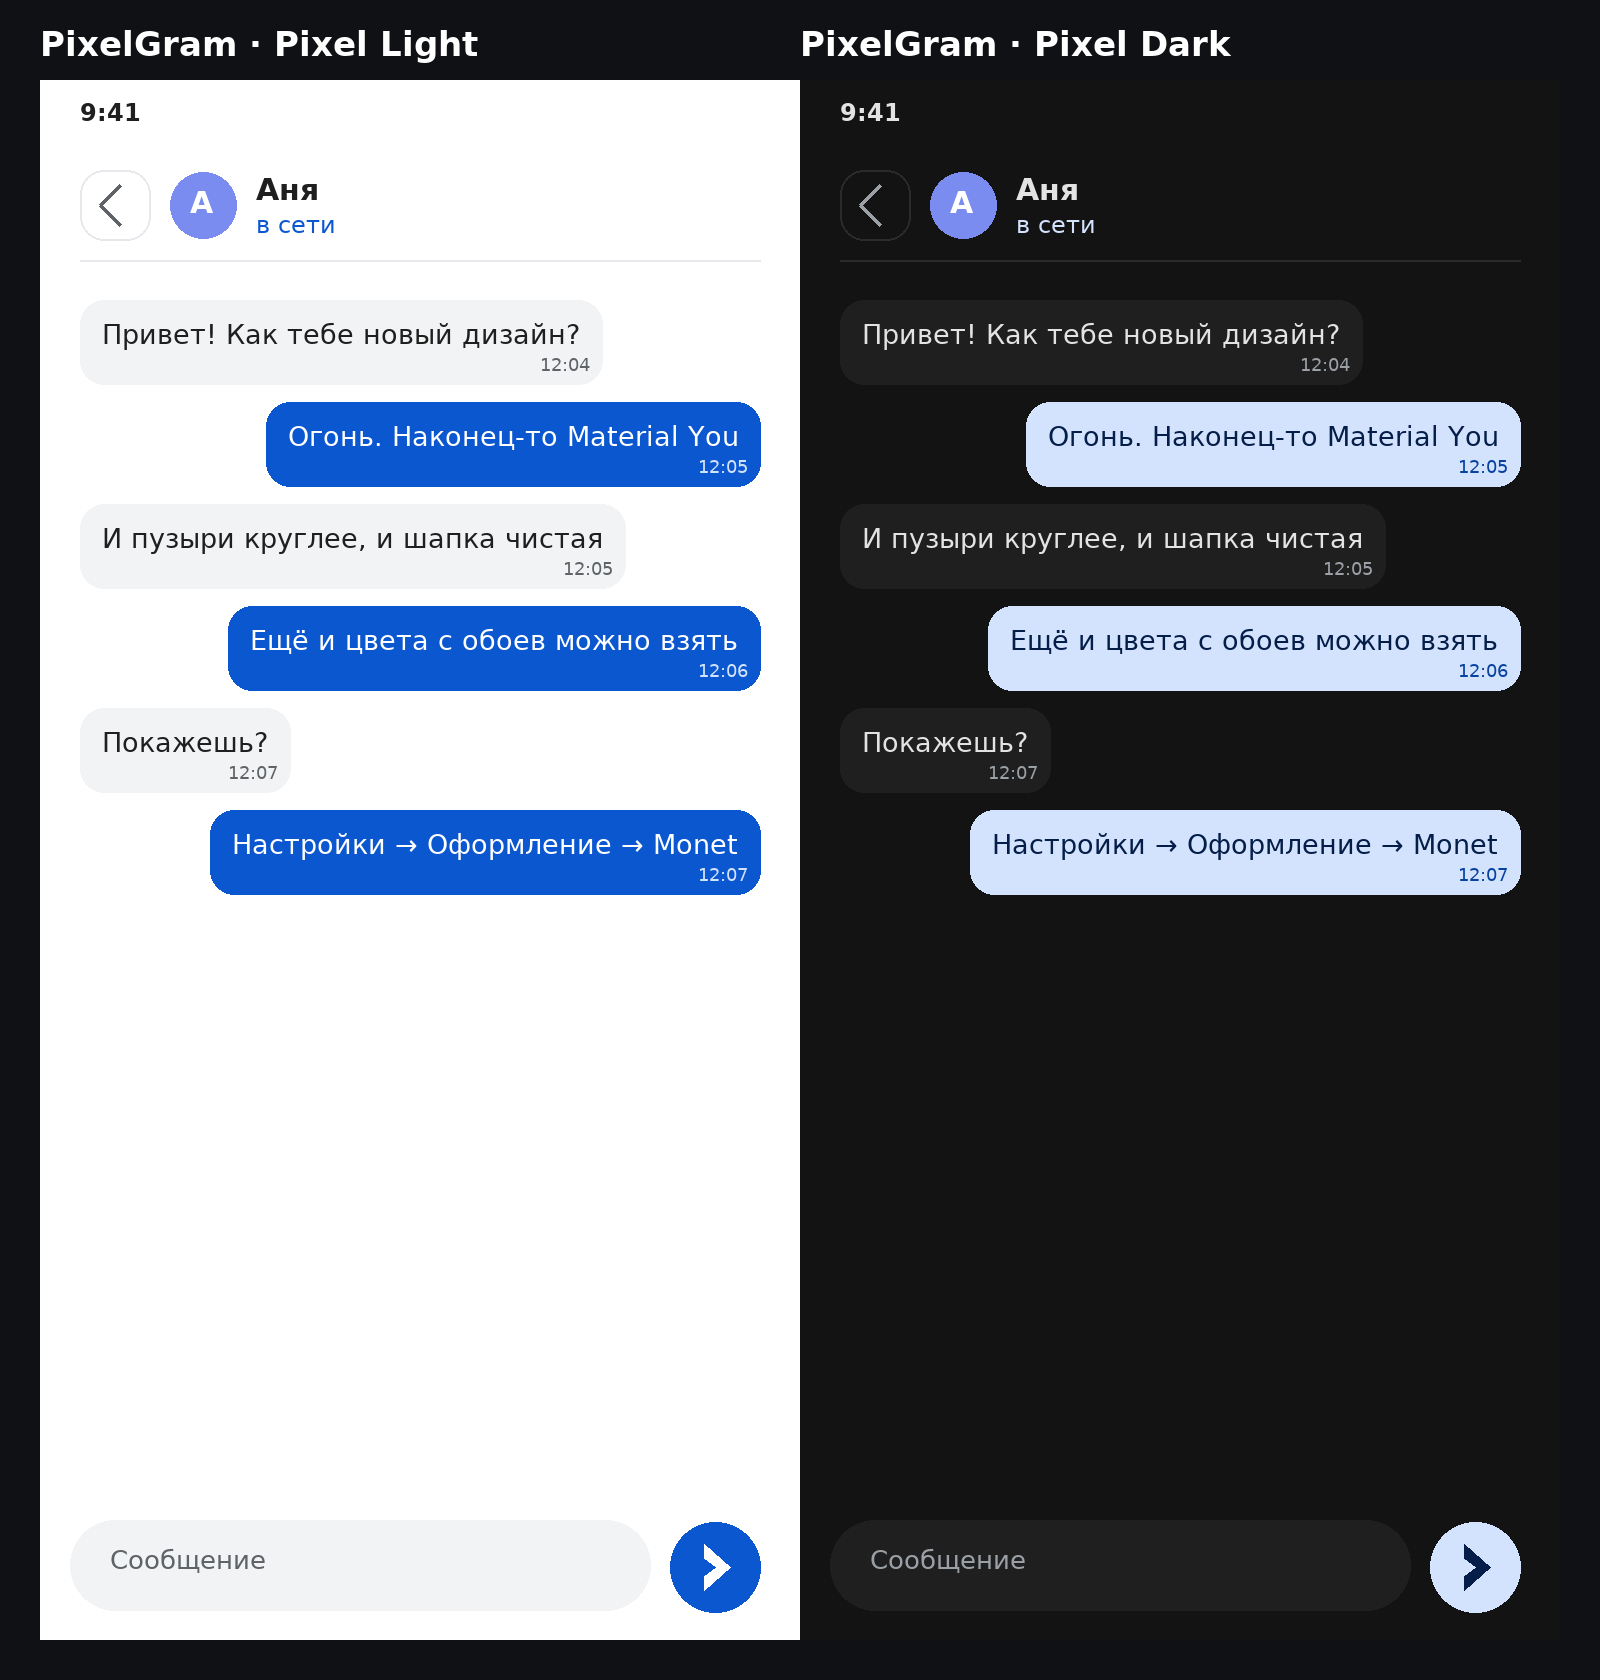 PixelGram · Pixel Light
9:41
А
Аня
в сети
Привет! Как тебе новый дизайн?
12:04
Огонь. Наконец-то Material You
12:05
И пузыри круглее, и шапка чистая
12:05
Ещё и цвета с обоев можно взять
12:06
Покажешь?
12:07
Настройки → Оформление → Monet
12:07
Сообщение
PixelGram · Pixel Dark
9:41
А
Аня
в сети
Привет! Как тебе новый дизайн?
12:04
Огонь. Наконец-то Material You
12:05
И пузыри круглее, и шапка чистая
12:05
Ещё и цвета с обоев можно взять
12:06
Покажешь?
12:07
Настройки → Оформление → Monet
12:07
Сообщение